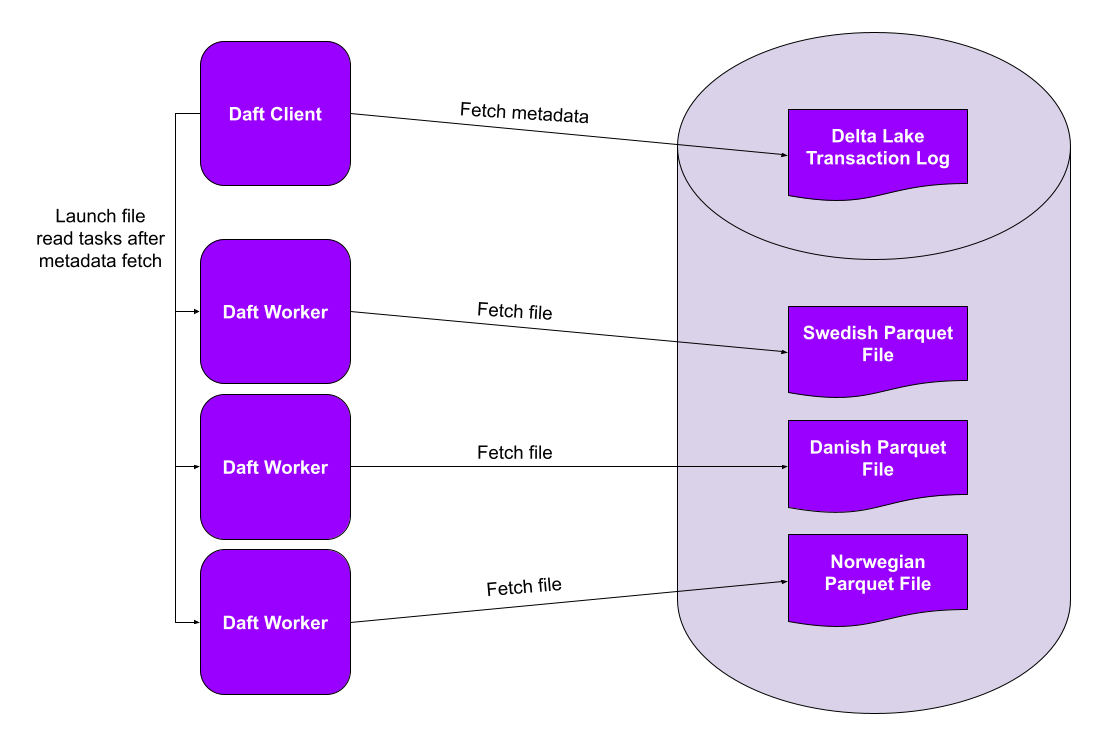 Daft Client
Fetch metadata
Delta Lake
Transaction Log
Launch file
read tasks after
metadata fetch
Daft Worker
Fetch file
Swedish Parquet
File
Daft Worker
Fetch file
Danish Parquet
File
Daft Worker
Fetch file
Norwegian
Parquet File